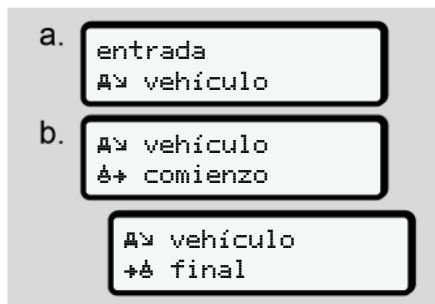 a.
entrada
vehículo
b.
vehículo
comienzo
vehículo
final